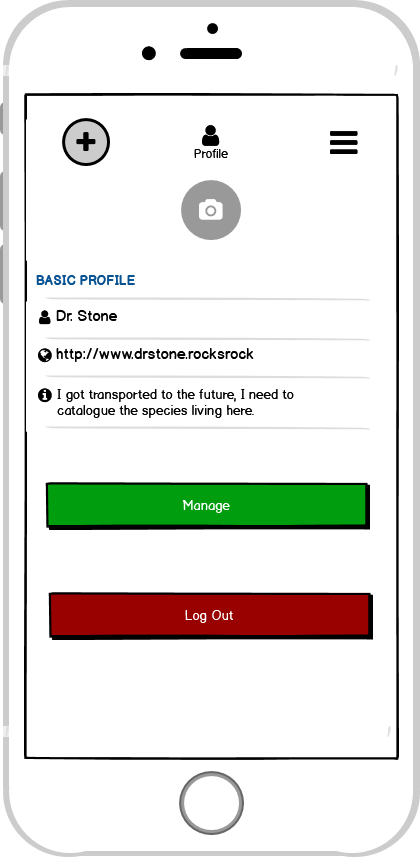 Profile
BASIC PROFILE
Dr. Stone
http://www.drstone.rocksrock
I got transported to the future, I need to
catalogue the species living here.
Manage
Log Out